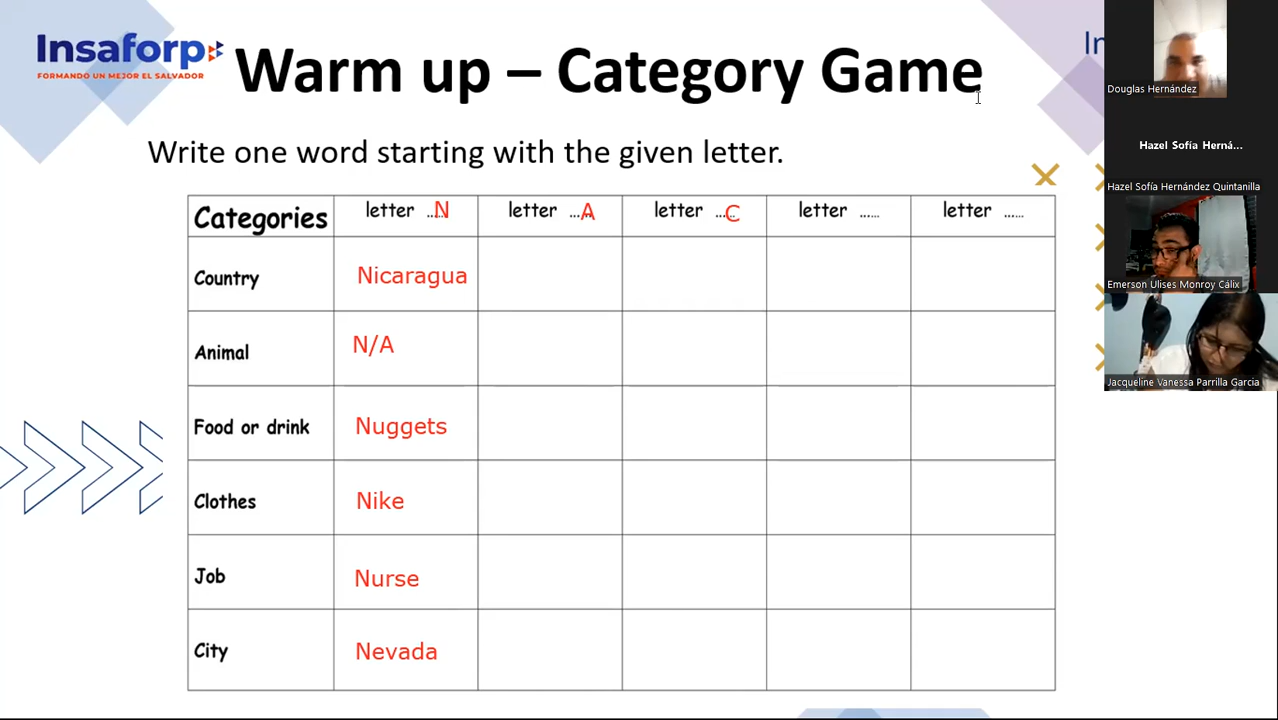 Insaforp
FORMANDO UN MEJOR EL SALVADOR
Warm up – Category Game
Write one word starting with the given letter.
Categories letter ...... N letter ...... A letter ...... C letter ...... letter ......
Country Nicaragua
Animal N/A
Food or drink Nuggets
Clothes Nike
Job Nurse
City Nevada
In
Douglas Hernández
Hazel Sofía Herná...
Hazel Sofía Hernández Quintanilla
Emerson Ulises Monroy Cálix
Jacqueline Vanessa Parrilla Garcia